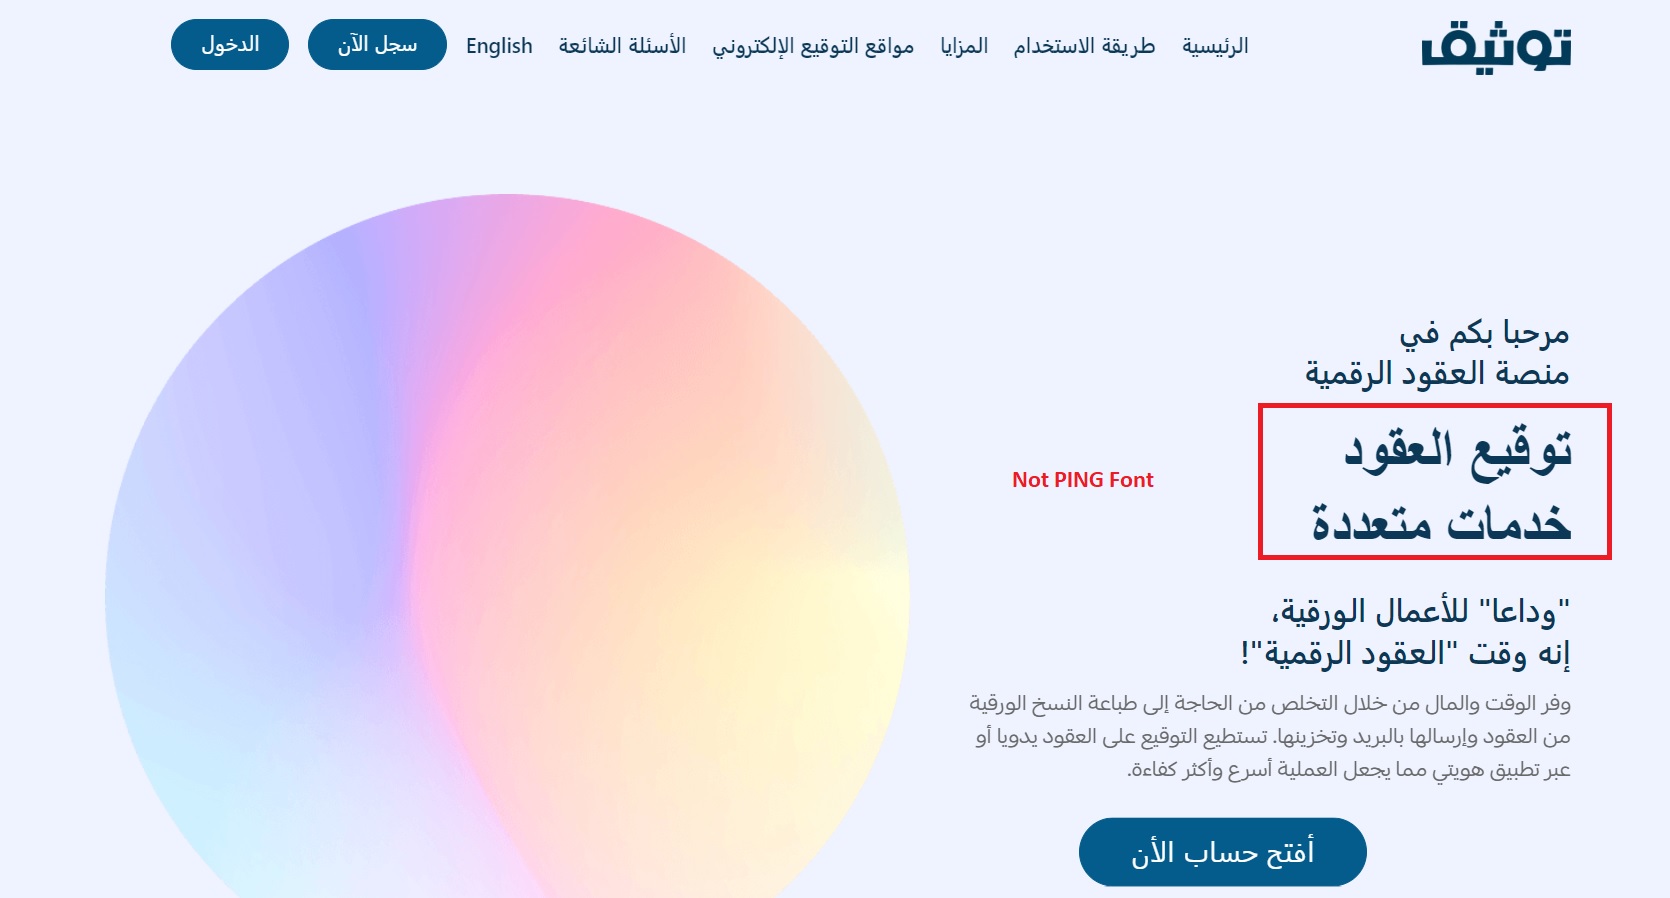 توثيق
الرئيسية طريقة الاستخدام المزايا مواقع التوقيع الإلكتروني الأسئلة الشائعة English سجل الآن الدخول
مرحبا بكم في
منصة العقود الرقمية
توقيع العقود
خدمات متعددة
Not PING Font
"وداعا" للأعمال الورقية،
إنه وقت "العقود الرقمية"!
وفر الوقت والمال من خلال التخلص من الحاجة إلى طباعة النسخ الورقية
من العقود وإرسالها بالبريد وتخزينها. تستطيع التوقيع على العقود يدويا أو
عبر تطبيق هويتي مما يجعل العملية أسرع وأكثر كفاءة.
أفتح حساب الأن